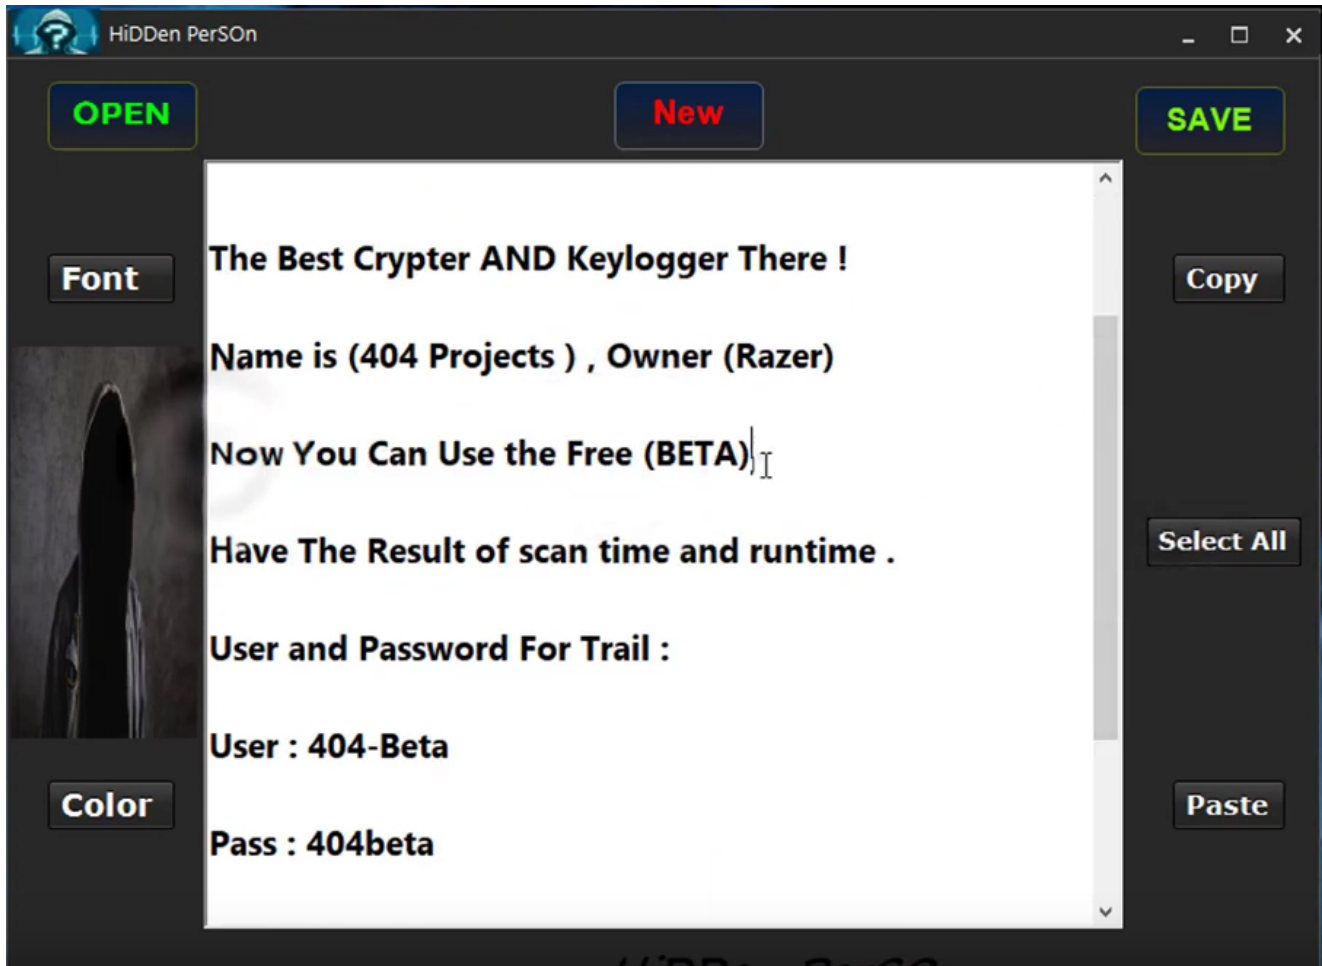 HiDDen PerSOn
OPEN
New
SAVE
Font
Copy
The Best Crypter AND Keylogger There !
Name is (404 Projects ) , Owner (Razer)
Now You Can Use the Free (BETA)
Have The Result of scan time and runtime .
Select All
User and Password For Trail :
User : 404-Beta
Color
Paste
Pass : 404beta